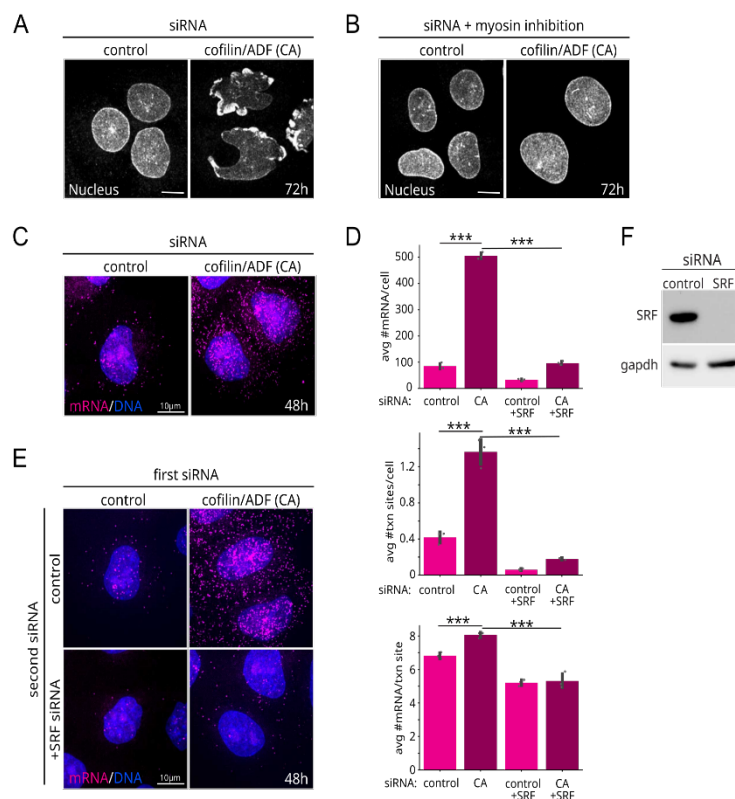 A
siRNA
control
cofilin/ADF (CA)
Nucleus
72h
B
siRNA + myosin inhibition
control
cofilin/ADF (CA)
Nucleus
72h
C
siRNA
control
cofilin/ADF (CA)
mRNA/DNA
10μm
48h
D
avg #mRNA/cell
500
400
300
200
100
0
***
***
siRNA:
control
CA
control
+SRF
CA
+SRF
avg #txn sites/cell
1.2
0.8
0.4
0
***
***
siRNA:
control
CA
control
+SRF
CA
+SRF
avg #mRNA/txn site
8
6
4
2
0
***
***
siRNA:
control
CA
control
+SRF
CA
+SRF
E
first siRNA
control
cofilin/ADF (CA)
second siRNA
control
+SRF siRNA
mRNA/DNA
10μm
48h
F
siRNA
control SRF
SRF
gapdh